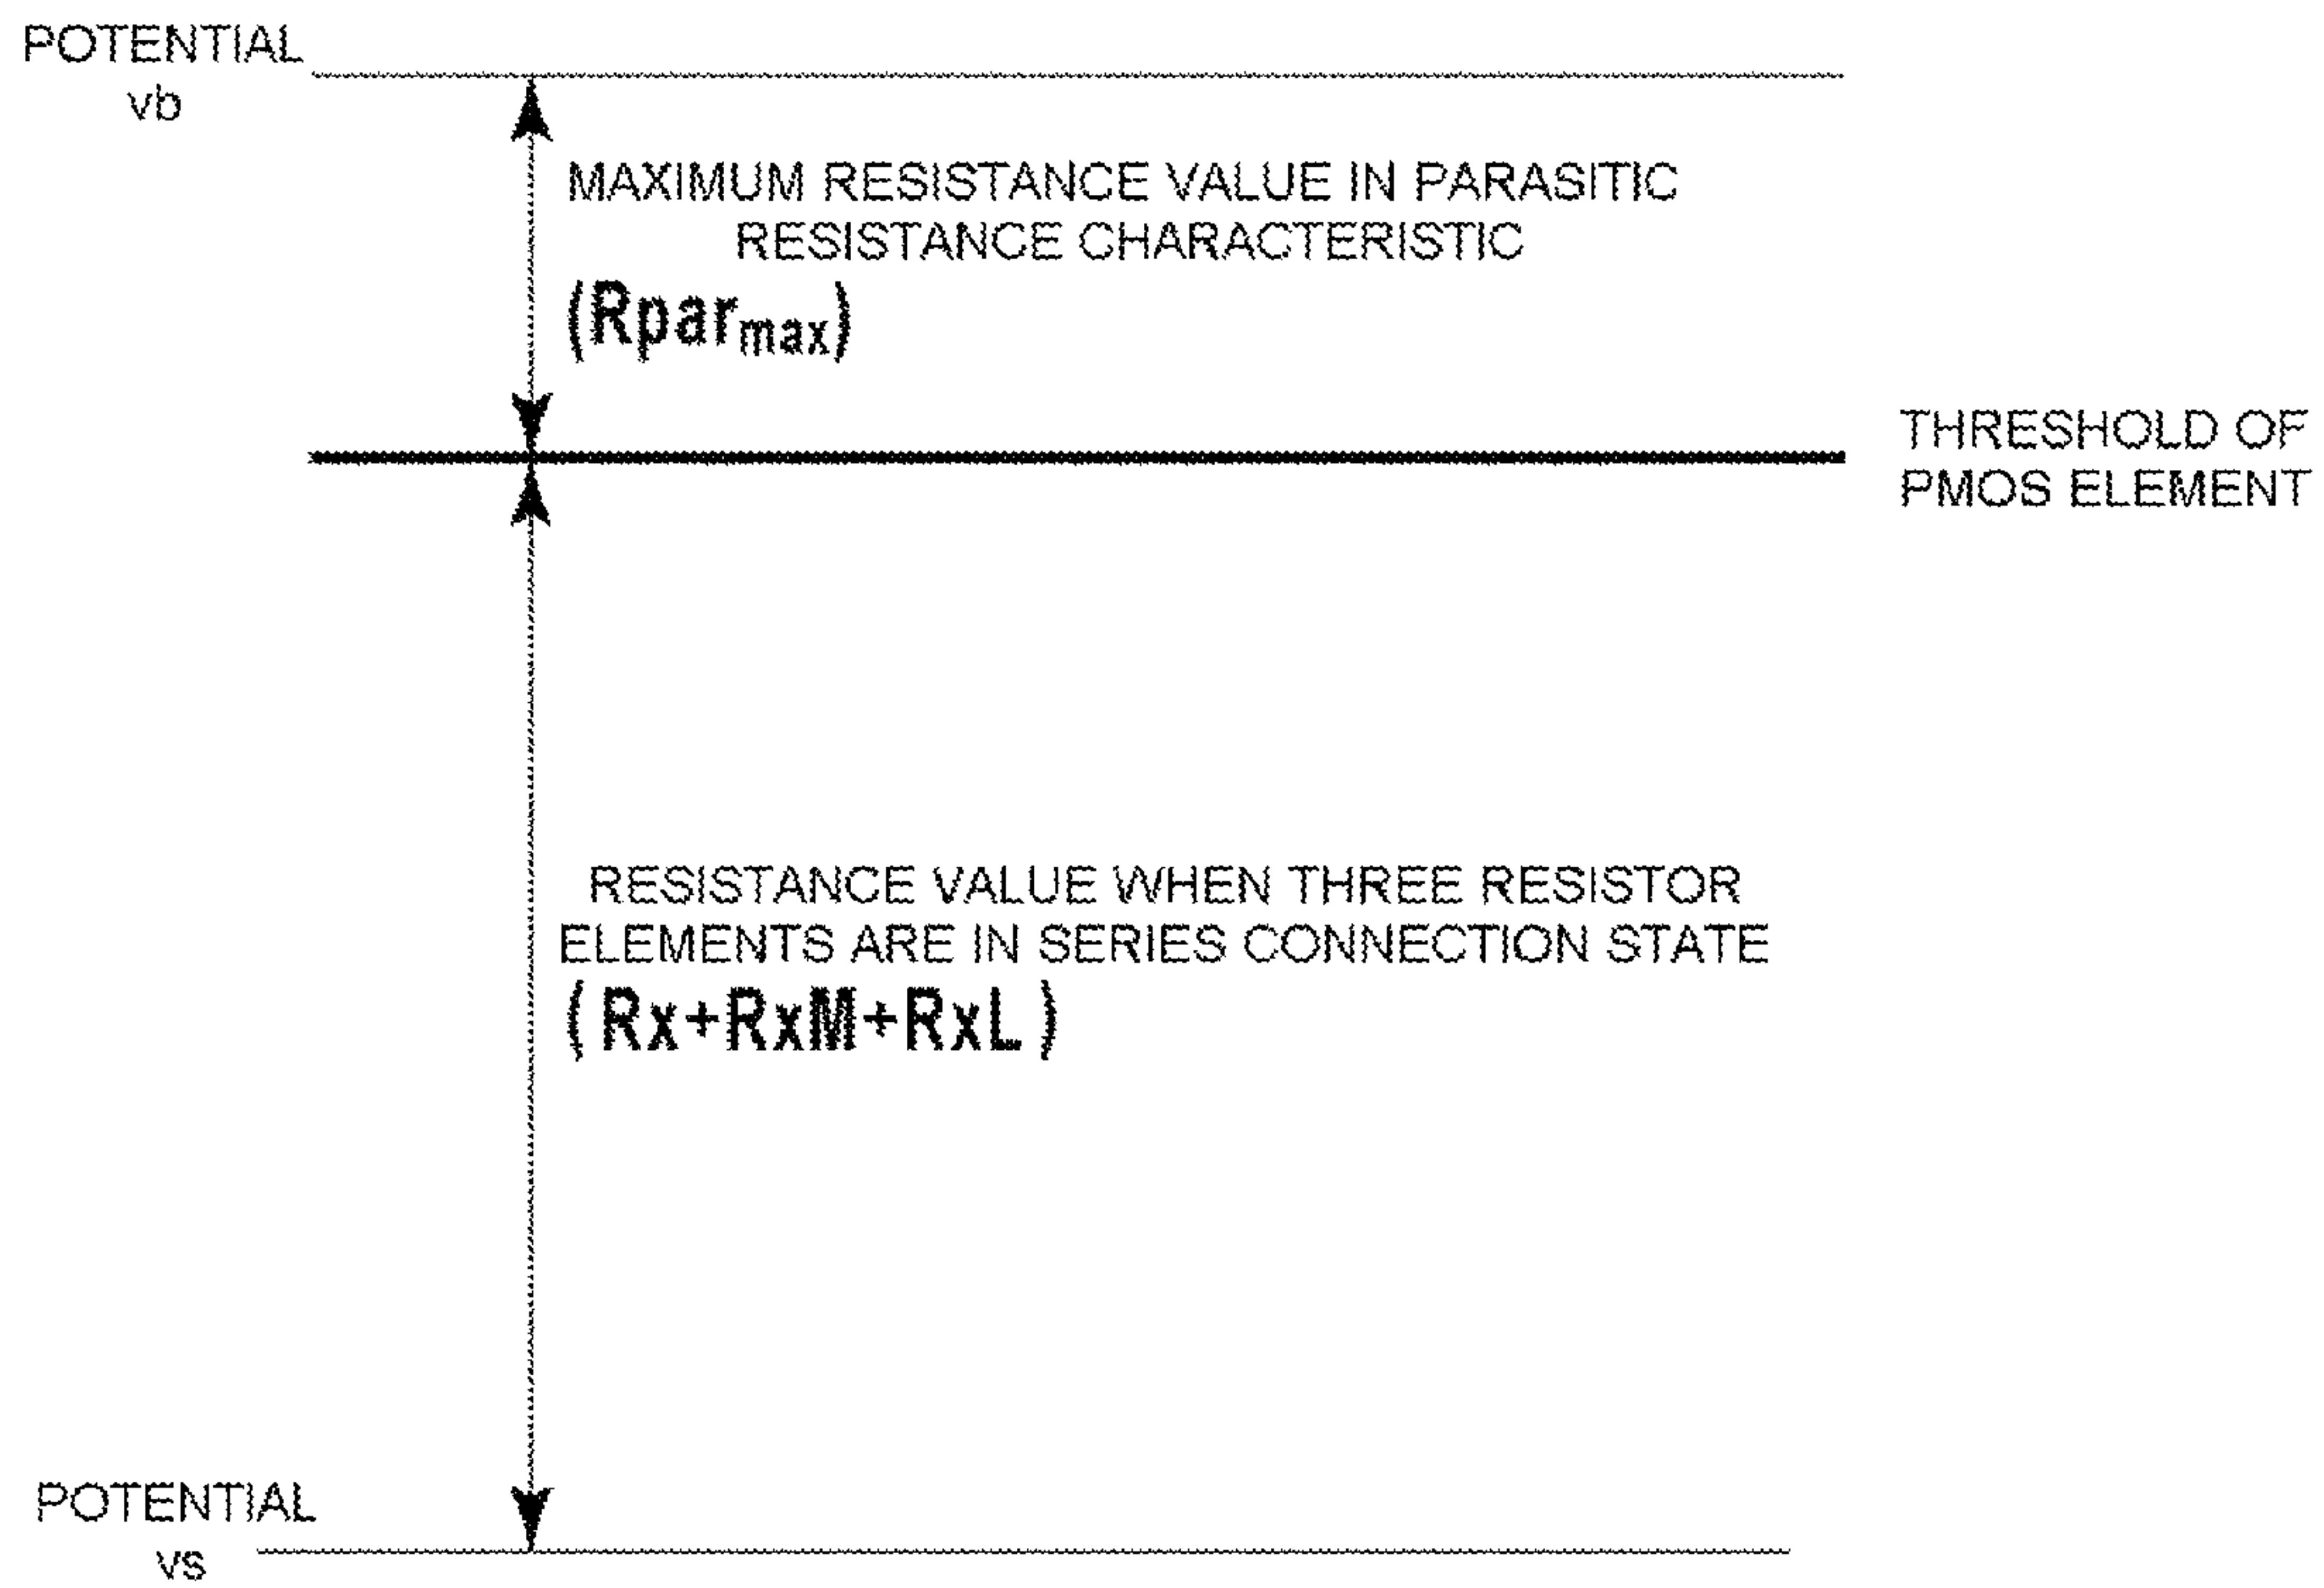 POTENTIAL
vb
MAXIMUM RESISTANCE VALUE IN PARASITIC
RESISTANCE CHARACTERISTIC
(Rparmax)
THRESHOLD OF
PMOS ELEMENT
RESISTANCE VALUE WHEN THREE RESISTOR
ELEMENTS ARE IN SERIES CONNECTION STATE
(Rx+RxM+RxL)
POTENTIAL
vs